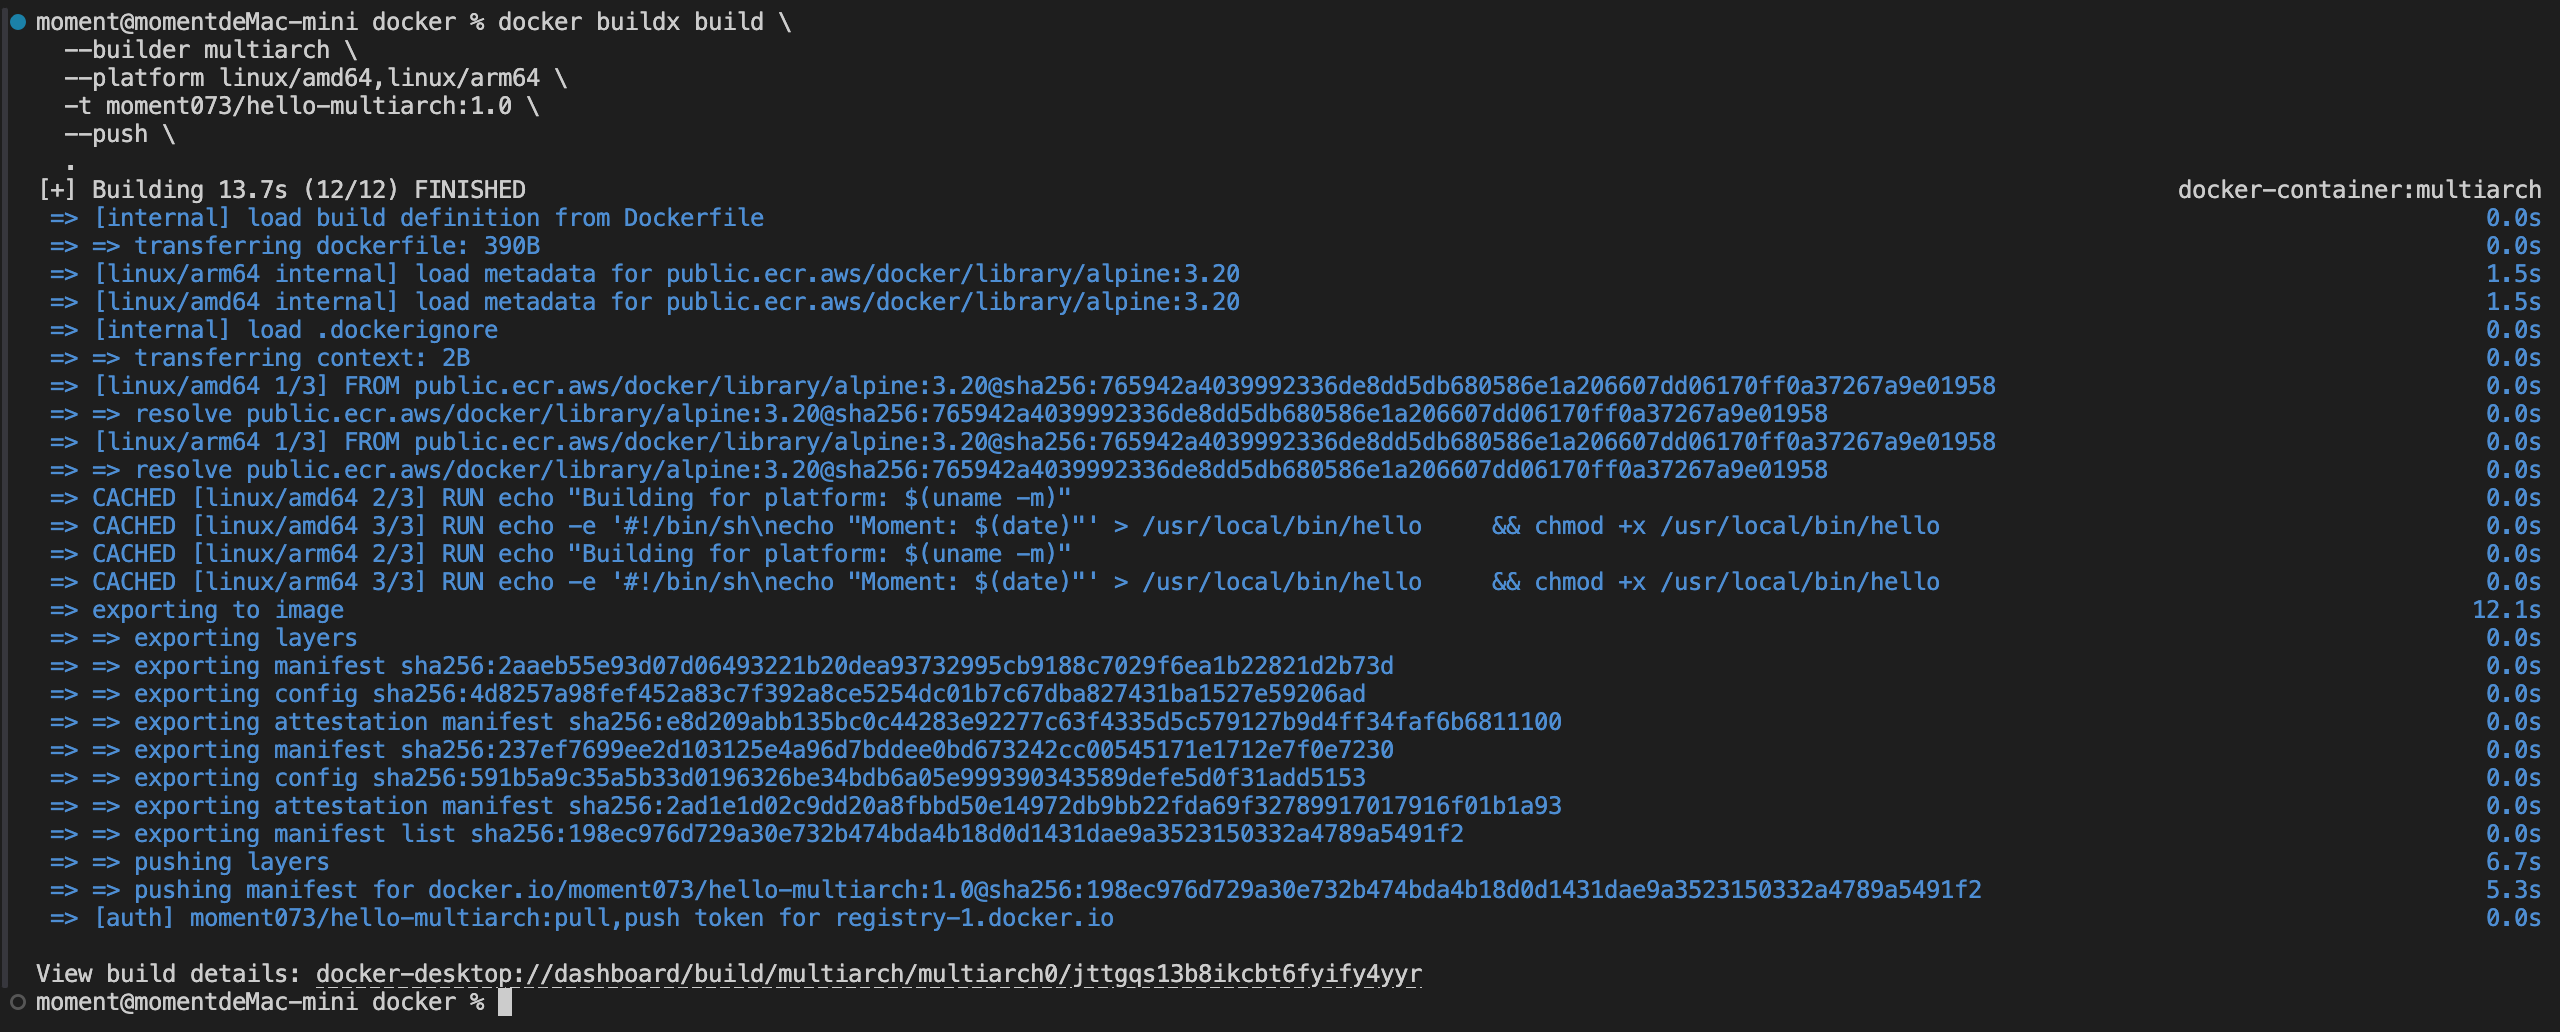 moment@momentdeMac-mini docker % docker buildx build \
--builder multiarch \
--platform linux/amd64,linux/arm64 \
-t moment073/hello-multiarch:1.0 \
--push \
.
[+] Building 13.7s (12/12) FINISHED docker-container:multiarch
=> [internal] load build definition from Dockerfile 0.0s
=> => transferring dockerfile: 390B 0.0s
=> [linux/arm64 internal] load metadata for public.ecr.aws/docker/library/alpine:3.20 1.5s
=> [linux/amd64 internal] load metadata for public.ecr.aws/docker/library/alpine:3.20 1.5s
=> [internal] load .dockerignore 0.0s
=> => transferring context: 2B 0.0s
=> [linux/amd64 1/3] FROM public.ecr.aws/docker/library/alpine:3.20@sha256:765942a4039992336de8dd5db680586e1a206607dd06170ff0a37267a9e01958 0.0s
=> => resolve public.ecr.aws/docker/library/alpine:3.20@sha256:765942a4039992336de8dd5db680586e1a206607dd06170ff0a37267a9e01958 0.0s
=> [linux/arm64 1/3] FROM public.ecr.aws/docker/library/alpine:3.20@sha256:765942a4039992336de8dd5db680586e1a206607dd06170ff0a37267a9e01958 0.0s
=> => resolve public.ecr.aws/docker/library/alpine:3.20@sha256:765942a4039992336de8dd5db680586e1a206607dd06170ff0a37267a9e01958 0.0s
=> CACHED [linux/amd64 2/3] RUN echo "Building for platform: $(uname -m)" 0.0s
=> CACHED [linux/amd64 3/3] RUN echo -e '#!/bin/sh\necho "Moment: $(date)"' > /usr/local/bin/hello     && chmod +x /usr/local/bin/hello 0.0s
=> CACHED [linux/arm64 2/3] RUN echo "Building for platform: $(uname -m)" 0.0s
=> CACHED [linux/arm64 3/3] RUN echo -e '#!/bin/sh\necho "Moment: $(date)"' > /usr/local/bin/hello     && chmod +x /usr/local/bin/hello 0.0s
=> exporting to image 12.1s
=> => exporting layers 0.0s
=> => exporting manifest sha256:2aaeb55e93d07d06493221b20dea93732995cb9188c7029f6ea1b22821d2b73d 0.0s
=> => exporting config sha256:4d8257a98fef452a83c7f392a8ce5254dc01b7c67dba827431ba1527e59206ad 0.0s
=> => exporting attestation manifest sha256:e8d209abb135bc0c44283e92277c63f4335d5c579127b9d4ff34faf6b6811100 0.0s
=> => exporting manifest sha256:237ef7699ee2d103125e4a96d7bddee0bd673242cc00545171e1712e7f0e7230 0.0s
=> => exporting config sha256:591b5a9c35a5b33d0196326be34bdb6a05e999390343589defe5d0f31add5153 0.0s
=> => exporting attestation manifest sha256:2ad1e1d02c9dd20a8fbbd50e14972db9bb22fda69f32789917017916f01b1a93 0.0s
=> => exporting manifest list sha256:198ec976d729a30e732b474bda4b18d0d1431dae9a3523150332a4789a5491f2 0.0s
=> => pushing layers 6.7s
=> => pushing manifest for docker.io/moment073/hello-multiarch:1.0@sha256:198ec976d729a30e732b474bda4b18d0d1431dae9a3523150332a4789a5491f2 5.3s
=> [auth] moment073/hello-multiarch:pull,push token for registry-1.docker.io 0.0s
View build details: docker-desktop://dashboard/build/multiarch/multiarch0/jttgqs13b8ikcbt6fyify4yyr
moment@momentdeMac-mini docker %